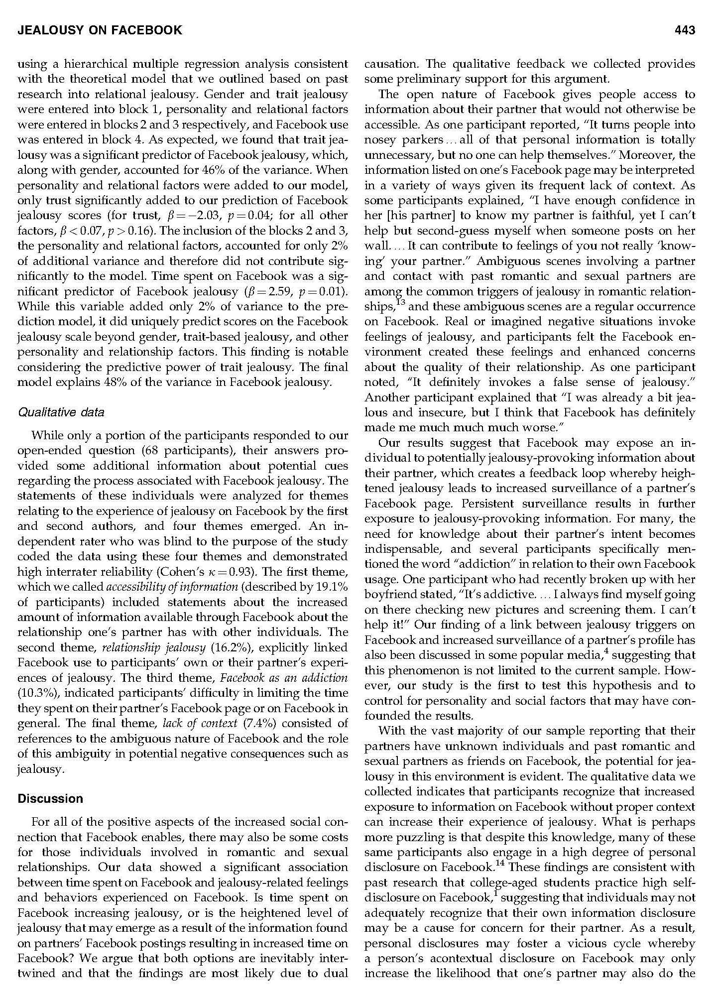 JEALOUSY ON FACEBOOK 443
using a hierarchical multiple regression analysis consistent
with the theoretical model that we outlined based on past
research into relational jealousy. Gender and trait jealousy
were entered into block 1, personality and relational factors
were entered in blocks 2 and 3 respectively, and Facebook use
was entered in block 4. As expected, we found that trait jea-
lousy was a significant predictor of Facebook jealousy, which,
along with gender, accounted for 46% of the variance. When
personality and relational factors were added to our model,
only trust significantly added to our prediction of Facebook
jealousy scores (for trust, β = −2.03, p = 0.04; for all other
factors, β < 0.07, p > 0.16). The inclusion of the blocks 2 and 3,
the personality and relational factors, accounted for only 2%
of additional variance and therefore did not contribute sig-
nificantly to the model. Time spent on Facebook was a sig-
nificant predictor of Facebook jealousy (β = 2.59, p = 0.01).
While this variable added only 2% of variance to the pre-
diction model, it did uniquely predict scores on the Facebook
jealousy scale beyond gender, trait-based jealousy, and other
personality and relationship factors. This finding is notable
considering the predictive power of trait jealousy. The final
model explains 48% of the variance in Facebook jealousy.
Qualitative data
While only a portion of the participants responded to our
open-ended question (68 participants), their answers pro-
vided some additional information about potential cues
regarding the process associated with Facebook jealousy. The
statements of these individuals were analyzed for themes
relating to the experience of jealousy on Facebook by the first
and second authors, and four themes emerged. An in-
dependent rater who was blind to the purpose of the study
coded the data using these four themes and demonstrated
high interrater reliability (Cohen's κ = 0.93). The first theme,
which we called accessibility of information (described by 19.1%
of participants) included statements about the increased
amount of information available through Facebook about the
relationship one's partner has with other individuals. The
second theme, relationship jealousy (16.2%), explicitly linked
Facebook use to participants' own or their partner's experi-
ences of jealousy. The third theme, Facebook as an addiction
(10.3%), indicated participants' difficulty in limiting the time
they spent on their partner's Facebook page or on Facebook in
general. The final theme, lack of context (7.4%) consisted of
references to the ambiguous nature of Facebook and the role
of this ambiguity in potential negative consequences such as
jealousy.
Discussion
For all of the positive aspects of the increased social con-
nection that Facebook enables, there may also be some costs
for those individuals involved in romantic and sexual
relationships. Our data showed a significant association
between time spent on Facebook and jealousy-related feelings
and behaviors experienced on Facebook. Is time spent on
Facebook increasing jealousy, or is the heightened level of
jealousy that may emerge as a result of the information found
on partners' Facebook postings resulting in increased time on
Facebook? We argue that both options are inevitably inter-
twined and that the findings are most likely due to dual
causation. The qualitative feedback we collected provides
some preliminary support for this argument.
The open nature of Facebook gives people access to
information about their partner that would not otherwise be
accessible. As one participant reported, "It turns people into
nosey parkers . . . all of that personal information is totally
unnecessary, but no one can help themselves." Moreover, the
information listed on one's Facebook page may be interpreted
in a variety of ways given its frequent lack of context. As
some participants explained, "I have enough confidence in
her [his partner] to know my partner is faithful, yet I can't
help but second-guess myself when someone posts on her
wall. . . . It can contribute to feelings of you not really 'know-
ing' your partner." Ambiguous scenes involving a partner
and contact with past romantic and sexual partners are
among the common triggers of jealousy in romantic relation-
ships,13 and these ambiguous scenes are a regular occurrence
on Facebook. Real or imagined negative situations invoke
feelings of jealousy, and participants felt the Facebook en-
vironment created these feelings and enhanced concerns
about the quality of their relationship. As one participant
noted, "It definitely invokes a false sense of jealousy."
Another participant explained that "I was already a bit jea-
lous and insecure, but I think that Facebook has definitely
made me much much much worse."
Our results suggest that Facebook may expose an in-
dividual to potentially jealousy-provoking information about
their partner, which creates a feedback loop whereby heigh-
tened jealousy leads to increased surveillance of a partner's
Facebook page. Persistent surveillance results in further
exposure to jealousy-provoking information. For many, the
need for knowledge about their partner's intent becomes
indispensable, and several participants specifically men-
tioned the word "addiction" in relation to their own Facebook
usage. One participant who had recently broken up with her
boyfriend stated, "It's addictive. . . . I always find myself going
on there checking new pictures and screening them. I can't
help it!" Our finding of a link between jealousy triggers on
Facebook and increased surveillance of a partner's profile has
also been discussed in some popular media,4 suggesting that
this phenomenon is not limited to the current sample. How-
ever, our study is the first to test this hypothesis and to
control for personality and social factors that may have con-
founded the results.
With the vast majority of our sample reporting that their
partners have unknown individuals and past romantic and
sexual partners as friends on Facebook, the potential for jea-
lousy in this environment is evident. The qualitative data we
collected indicates that participants recognize that increased
exposure to information on Facebook without proper context
can increase their experience of jealousy. What is perhaps
more puzzling is that despite this knowledge, many of these
same participants also engage in a high degree of personal
disclosure on Facebook.14 These findings are consistent with
past research that college-aged students practice high self-
disclosure on Facebook,1 suggesting that individuals may not
adequately recognize that their own information disclosure
may be a cause for concern for their partner. As a result,
personal disclosures may foster a vicious cycle whereby
a person's acontextual disclosure on Facebook may only
increase the likelihood that one's partner may also do the